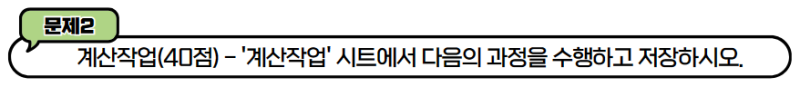 문제2
계산작업(4▯점) - '계산작업' 시트에서 다음의 과정을 수행하고 저장하시오.